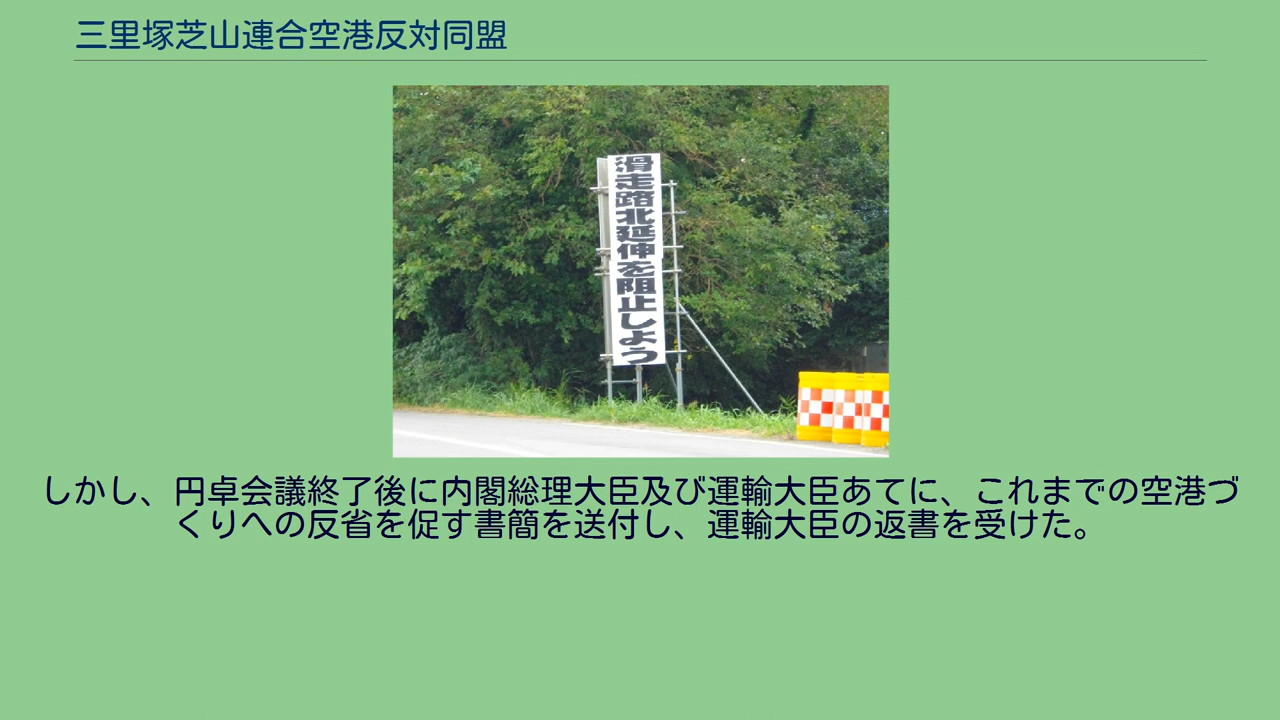 三里塚芝山連合空港反対同盟
滑走路北延伸を阻止しよう
しかし、円卓会議終了後に内閣総理大臣及び運輸大臣あてに、これまでの空港づ
くりへの反省を促す書簡を送付し、運輸大臣の返書を受けた。